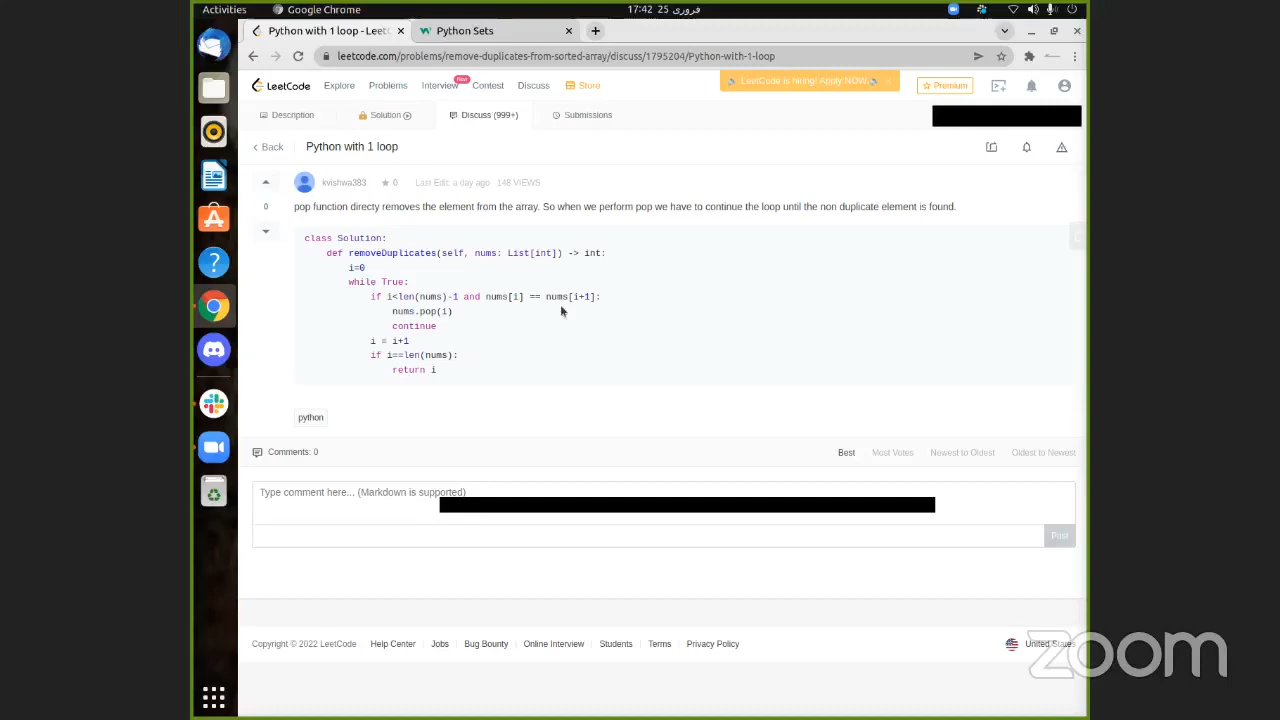 Activities
Google Chrome
17:42 25 فروری
Python with 1 loop - LeetC
Python Sets
leetcode.com/problems/remove-duplicates-from-sorted-array/discuss/1795204/Python-with-1-loop
LeetCode
Explore
Problems
Interview
New
Contest
Discuss
Store
LeetCode is hiring! Apply NOW.
Premium
Description
Solution
Discuss (999+)
Submissions
Back
Python with 1 loop
kvishwa383
0
Last Edit: a day ago
148 VIEWS
0
pop function directy removes the element from the array. So when we perform pop we have to continue the loop until the non duplicate element is found.
class Solution:
def removeDuplicates(self, nums: List[int]) -> int:
i=0
while True:
if i<len(nums)-1 and nums[i] == nums[i+1]:
nums.pop(i)
continue
i = i+1
if i==len(nums):
return i
python
Comments: 0
Best
Most Votes
Newest to Oldest
Oldest to Newest
Type comment here... (Markdown is supported)
Post
Copyright © 2022 LeetCode
Help Center
Jobs
Bug Bounty
Online Interview
Students
Terms
Privacy Policy
United States
zoom